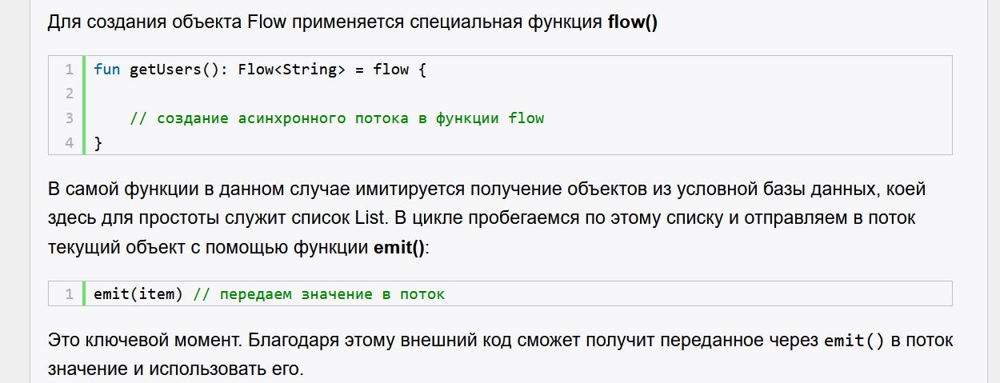 Для создания объекта Flow применяется специальная функция flow()
1 fun getUsers(): Flow<String> = flow {
2
3 // создание асинхронного потока в функции flow
4 }
В самой функции в данном случае имитируется получение объектов из условной базы данных, коей
здесь для простоты служит список List. В цикле пробегаемся по этому списку и отправляем в поток
текущий объект с помощью функции emit():
1 emit(item) // передаем значение в поток
Это ключевой момент. Благодаря этому внешний код сможет получит переданное через emit() в поток
значение и использовать его.